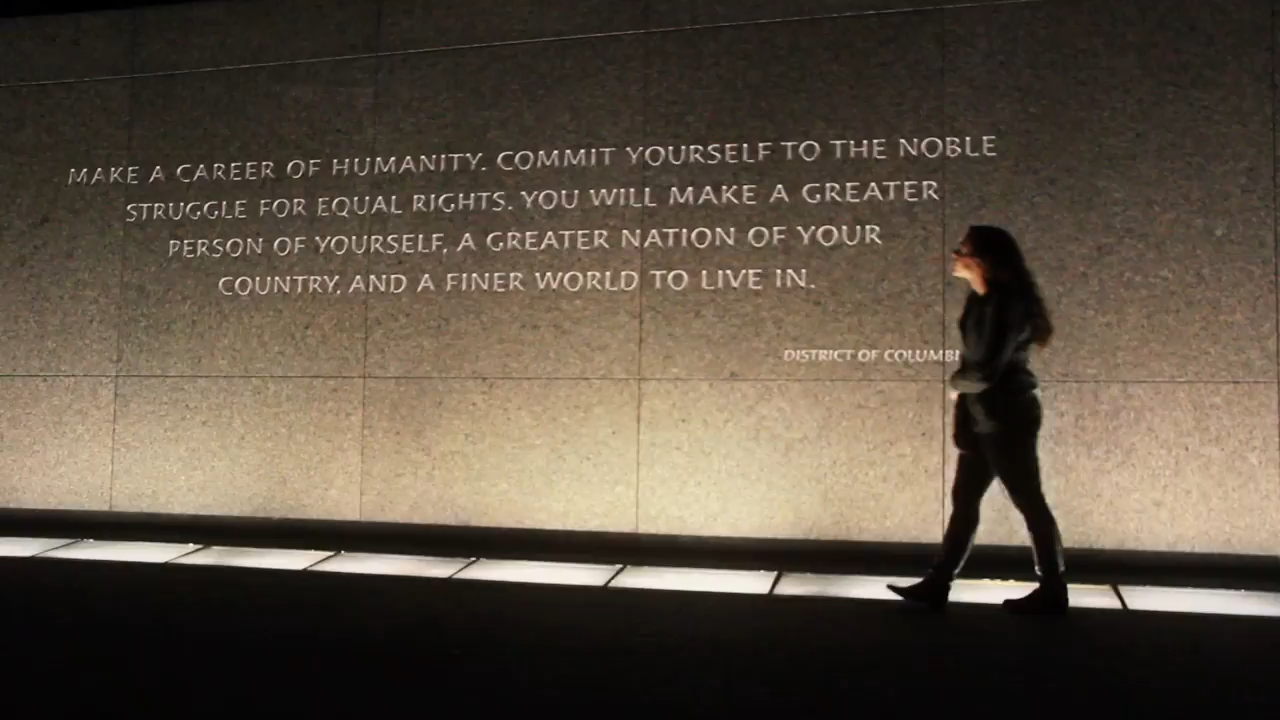 MAKE A CAREER OF HUMANITY. COMMIT YOURSELF TO THE NOBLE
STRUGGLE FOR EQUAL RIGHTS. YOU WILL MAKE A GREATER
PERSON OF YOURSELF, A GREATER NATION OF YOUR
COUNTRY, AND A FINER WORLD TO LIVE IN.
DISTRICT OF COLUMBI